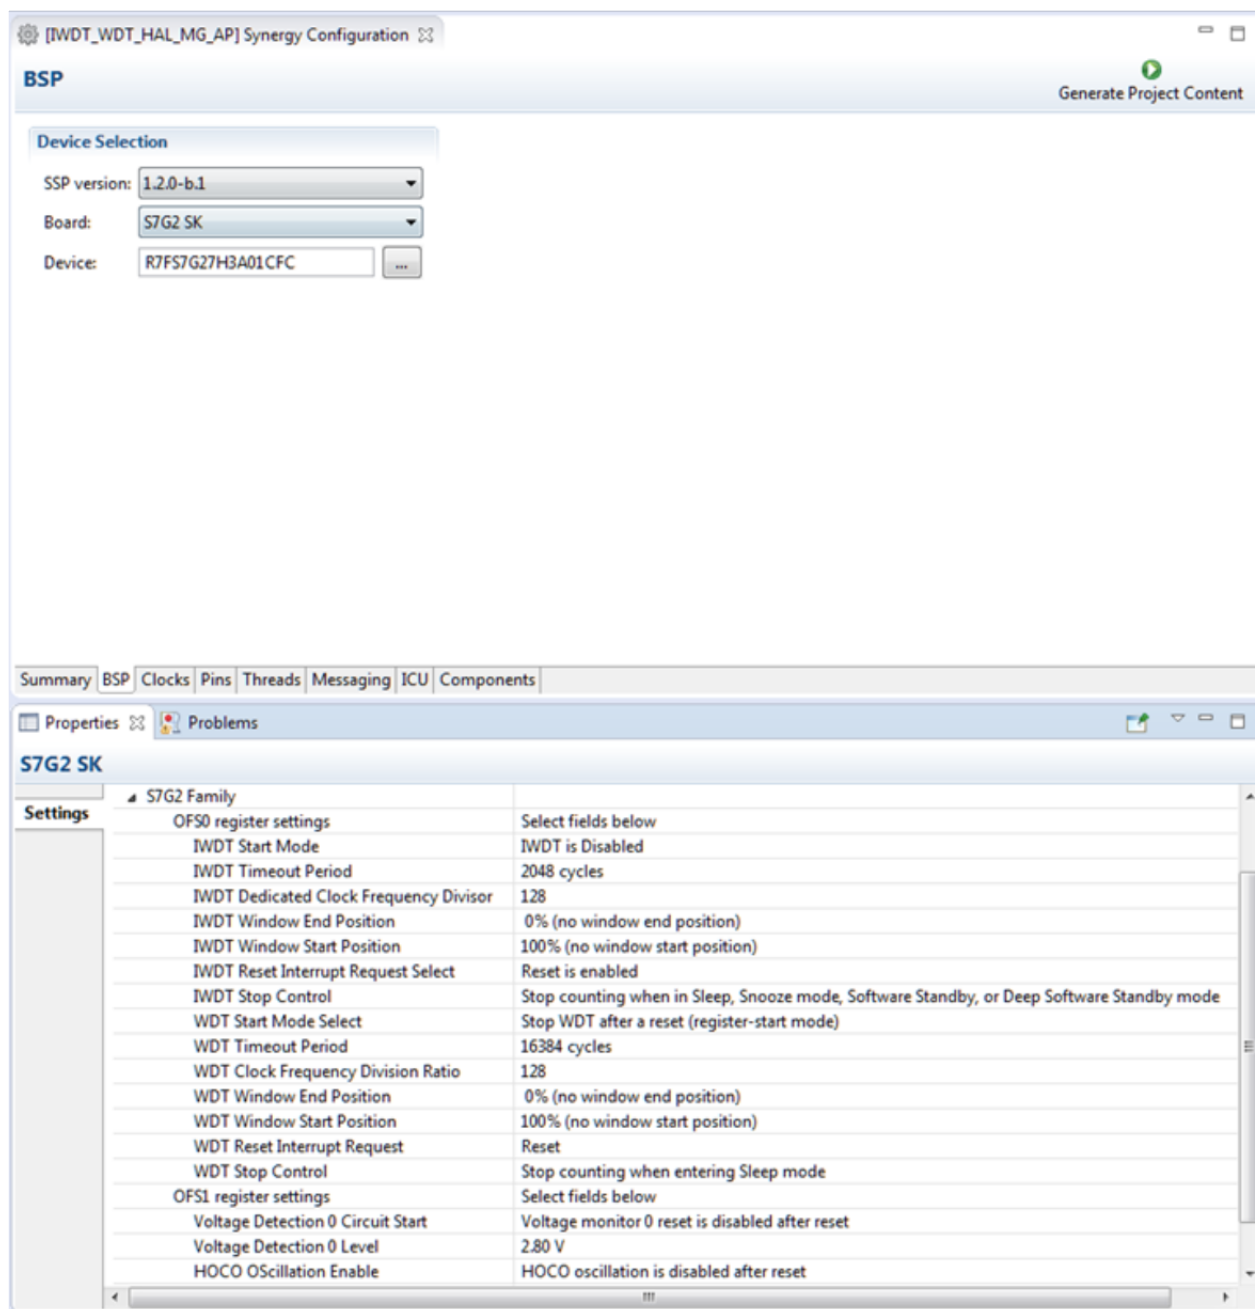 [IWDT_WDT_HAL_MG_AP] Synergy Configuration
BSP
Generate Project Content
Device Selection
SSP version: 1.2.0-b.1
Board: S7G2 SK
Device: R7FS7G27H3A01CFC ...
Summary BSP Clocks Pins Threads Messaging ICU Components
Properties Problems
S7G2 SK
Settings
S7G2 Family
OFS0 register settings Select fields below
IWDT Start Mode IWDT is Disabled
IWDT Timeout Period 2048 cycles
IWDT Dedicated Clock Frequency Divisor 128
IWDT Window End Position 0% (no window end position)
IWDT Window Start Position 100% (no window start position)
IWDT Reset Interrupt Request Select Reset is enabled
IWDT Stop Control Stop counting when in Sleep, Snooze mode, Software Standby, or Deep Software Standby mode
WDT Start Mode Select Stop WDT after a reset (register-start mode)
WDT Timeout Period 16384 cycles
WDT Clock Frequency Division Ratio 128
WDT Window End Position 0% (no window end position)
WDT Window Start Position 100% (no window start position)
WDT Reset Interrupt Request Reset
WDT Stop Control Stop counting when entering Sleep mode
OFS1 register settings Select fields below
Voltage Detection 0 Circuit Start Voltage monitor 0 reset is disabled after reset
Voltage Detection 0 Level 2.80 V
HOCO OScillation Enable HOCO oscillation is disabled after reset